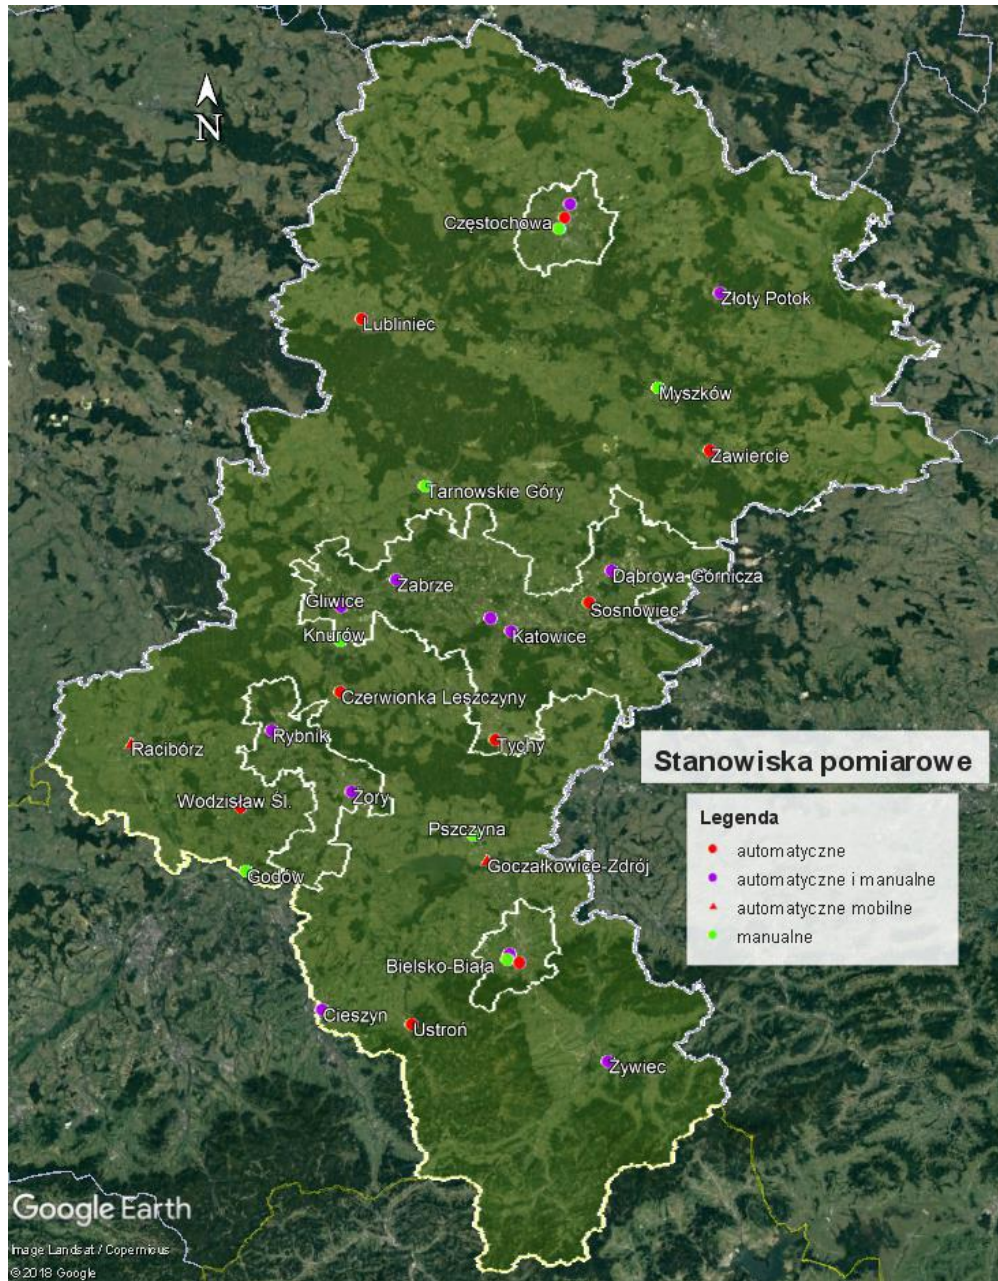 N
Częstochowa
Złoty Potok
Lubliniec
Myszków
Zawiercie
Tarnowskie Góry
Dąbrowa Górnicza
Zabrze
Gliwice
Sosnowiec
Katowice
Knurów
Czerwionka Leszczyny
Rybnik
Tychy
Racibórz
Stanowiska pomiarowe
Wodzisław Śl.
Żory
Pszczyna
Goczałkowice-Zdrój
Godów
Legenda
automatyczne
automatyczne i manualne
automatyczne mobilne
manualne
Bielsko-Biała
Cieszyn
Ustroń
Żywiec
Google Earth
Image Landsat / Copernicus
© 2018 Google